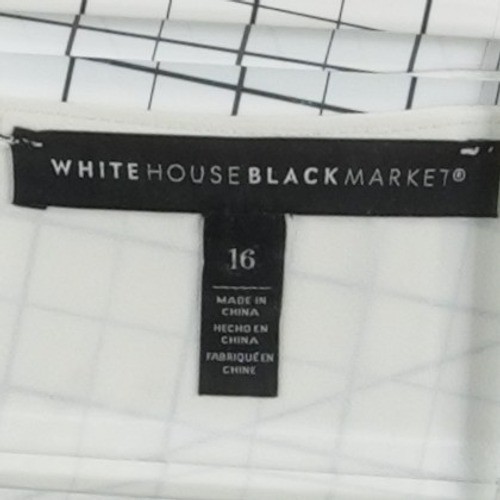 WHITE HOUSE BLACK MARKET®
16
MADE IN
CHINA
HECHO EN
CHINA
FABRIQUÉ EN
CHINE